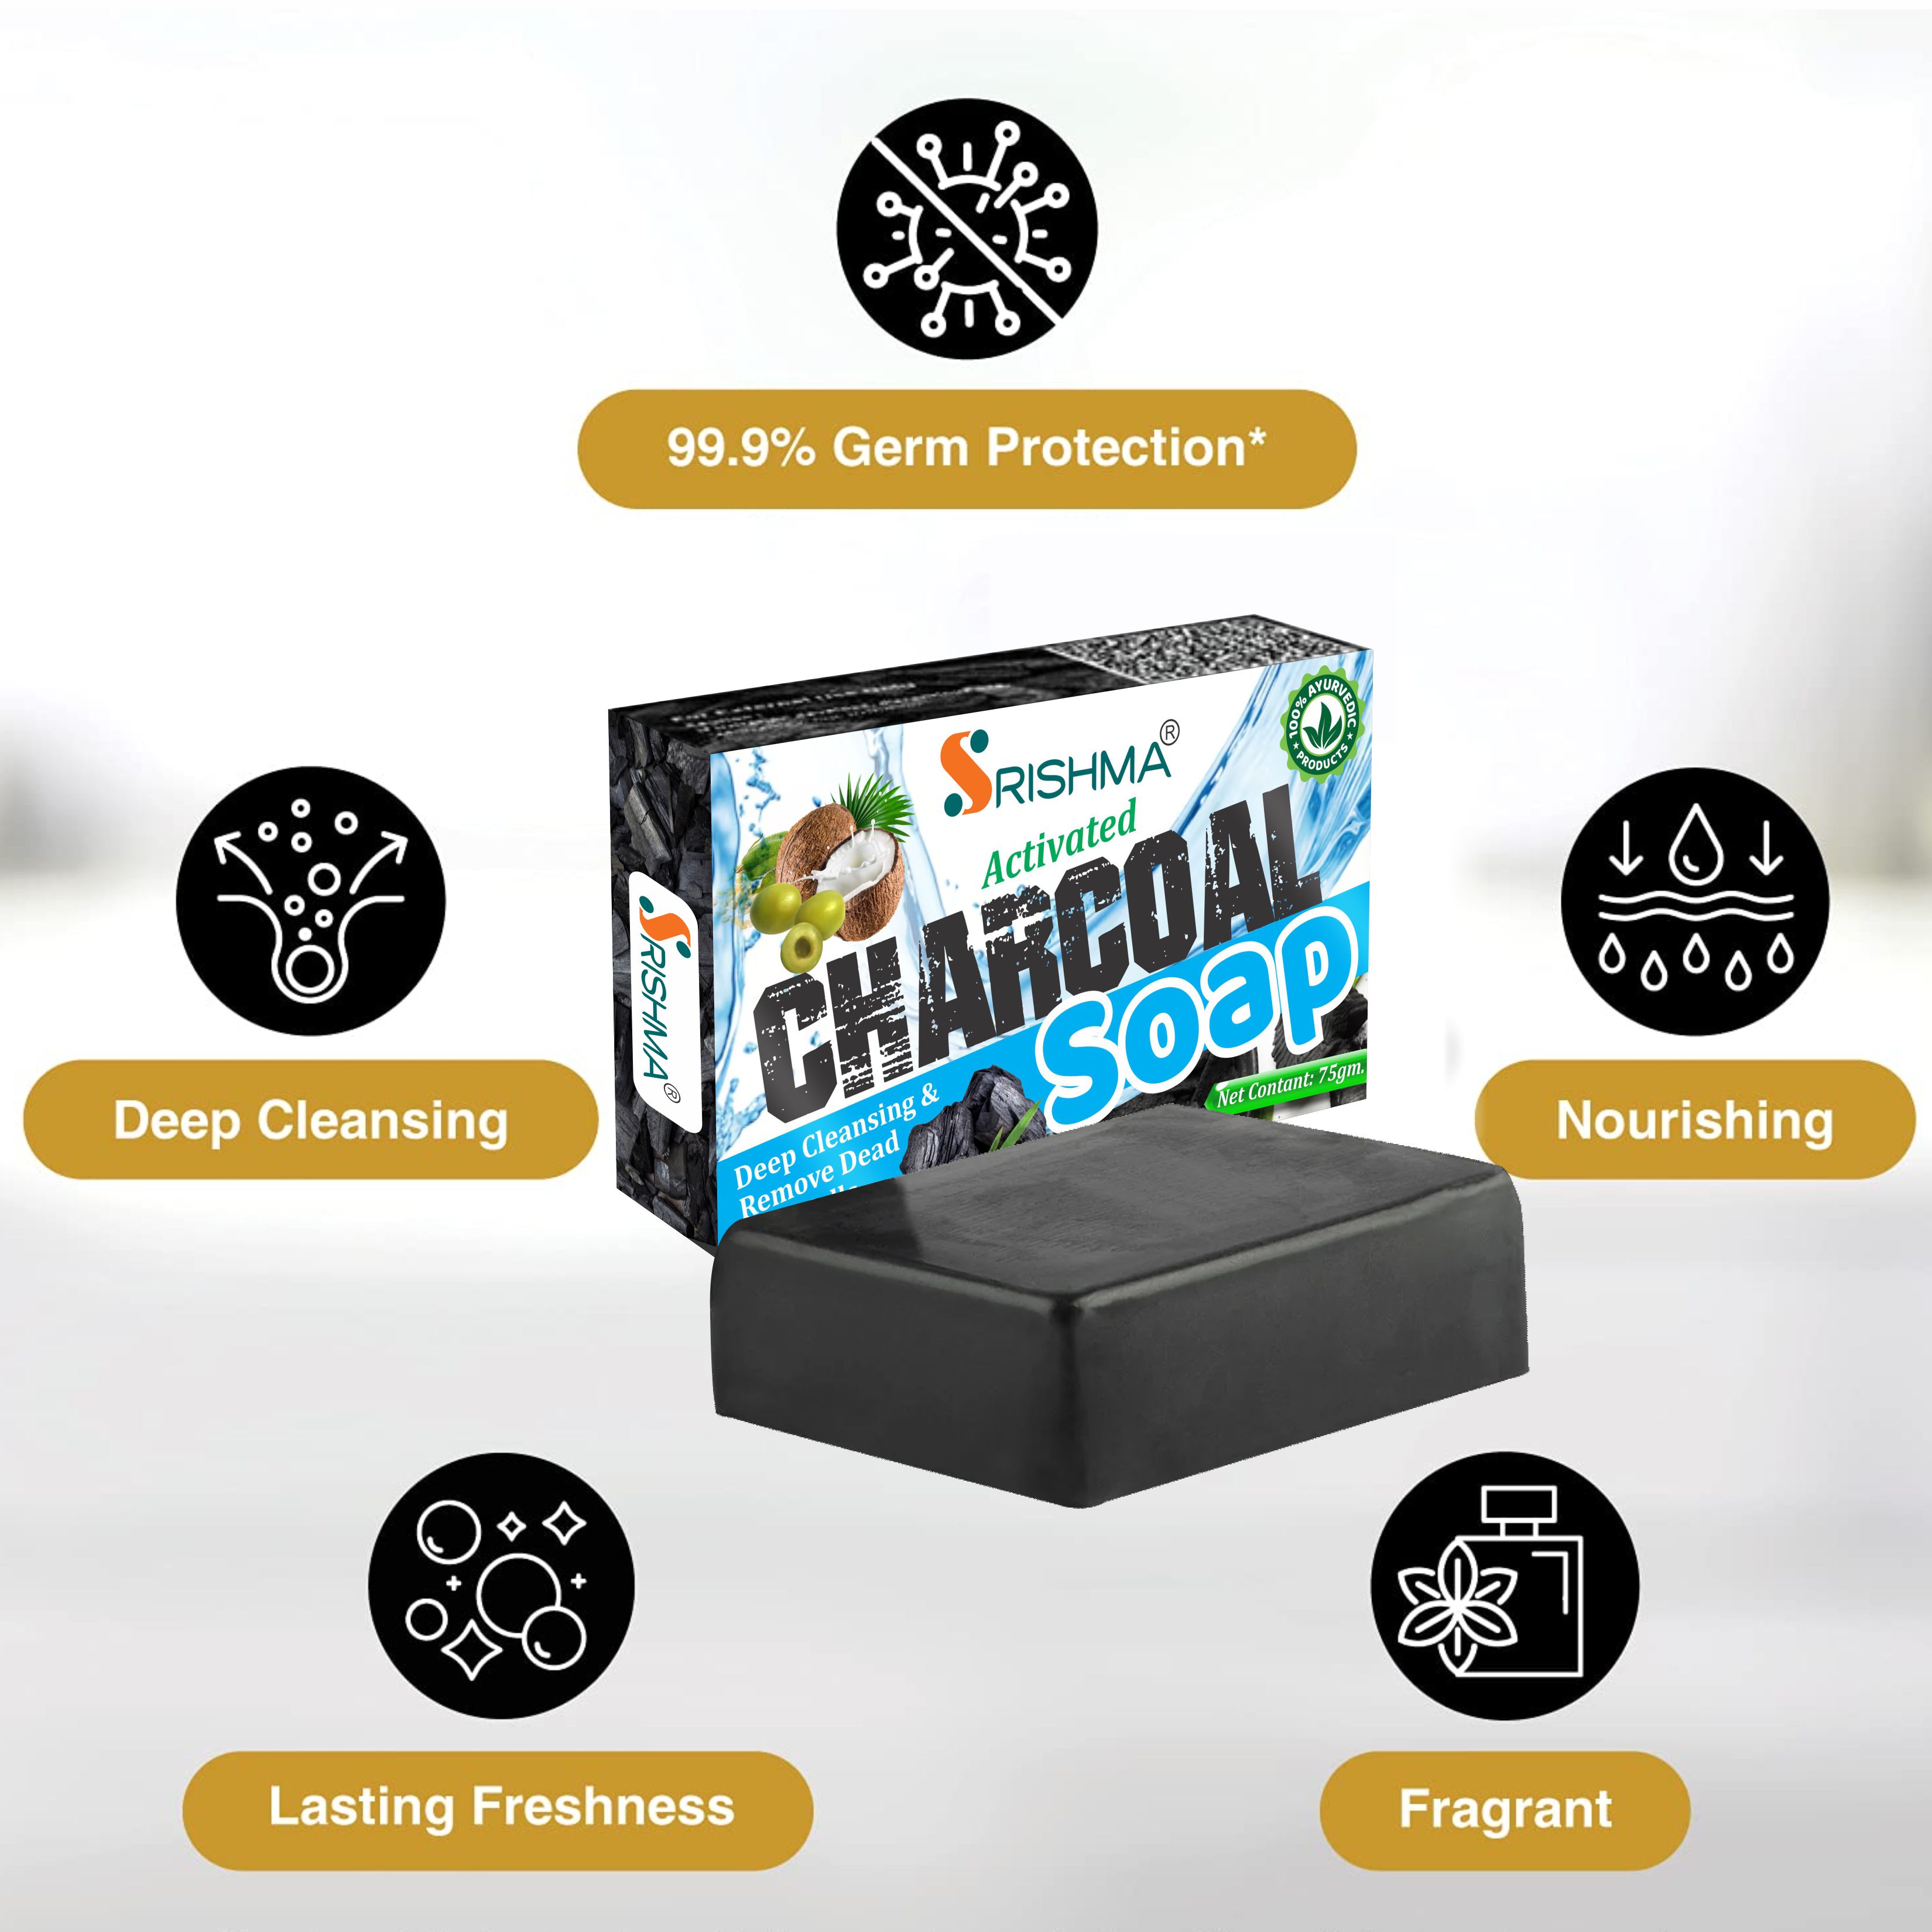 99.9% Germ Protection*
SRISHMA®
100% AYURVEDIC
PRODUCTS
Activated
CHARCOAL
Soap
Net Contant: 75gm.
Deep Cleansing &
Remove Dead
SRISHMA®
Deep Cleansing
Nourishing
Lasting Freshness
Fragrant